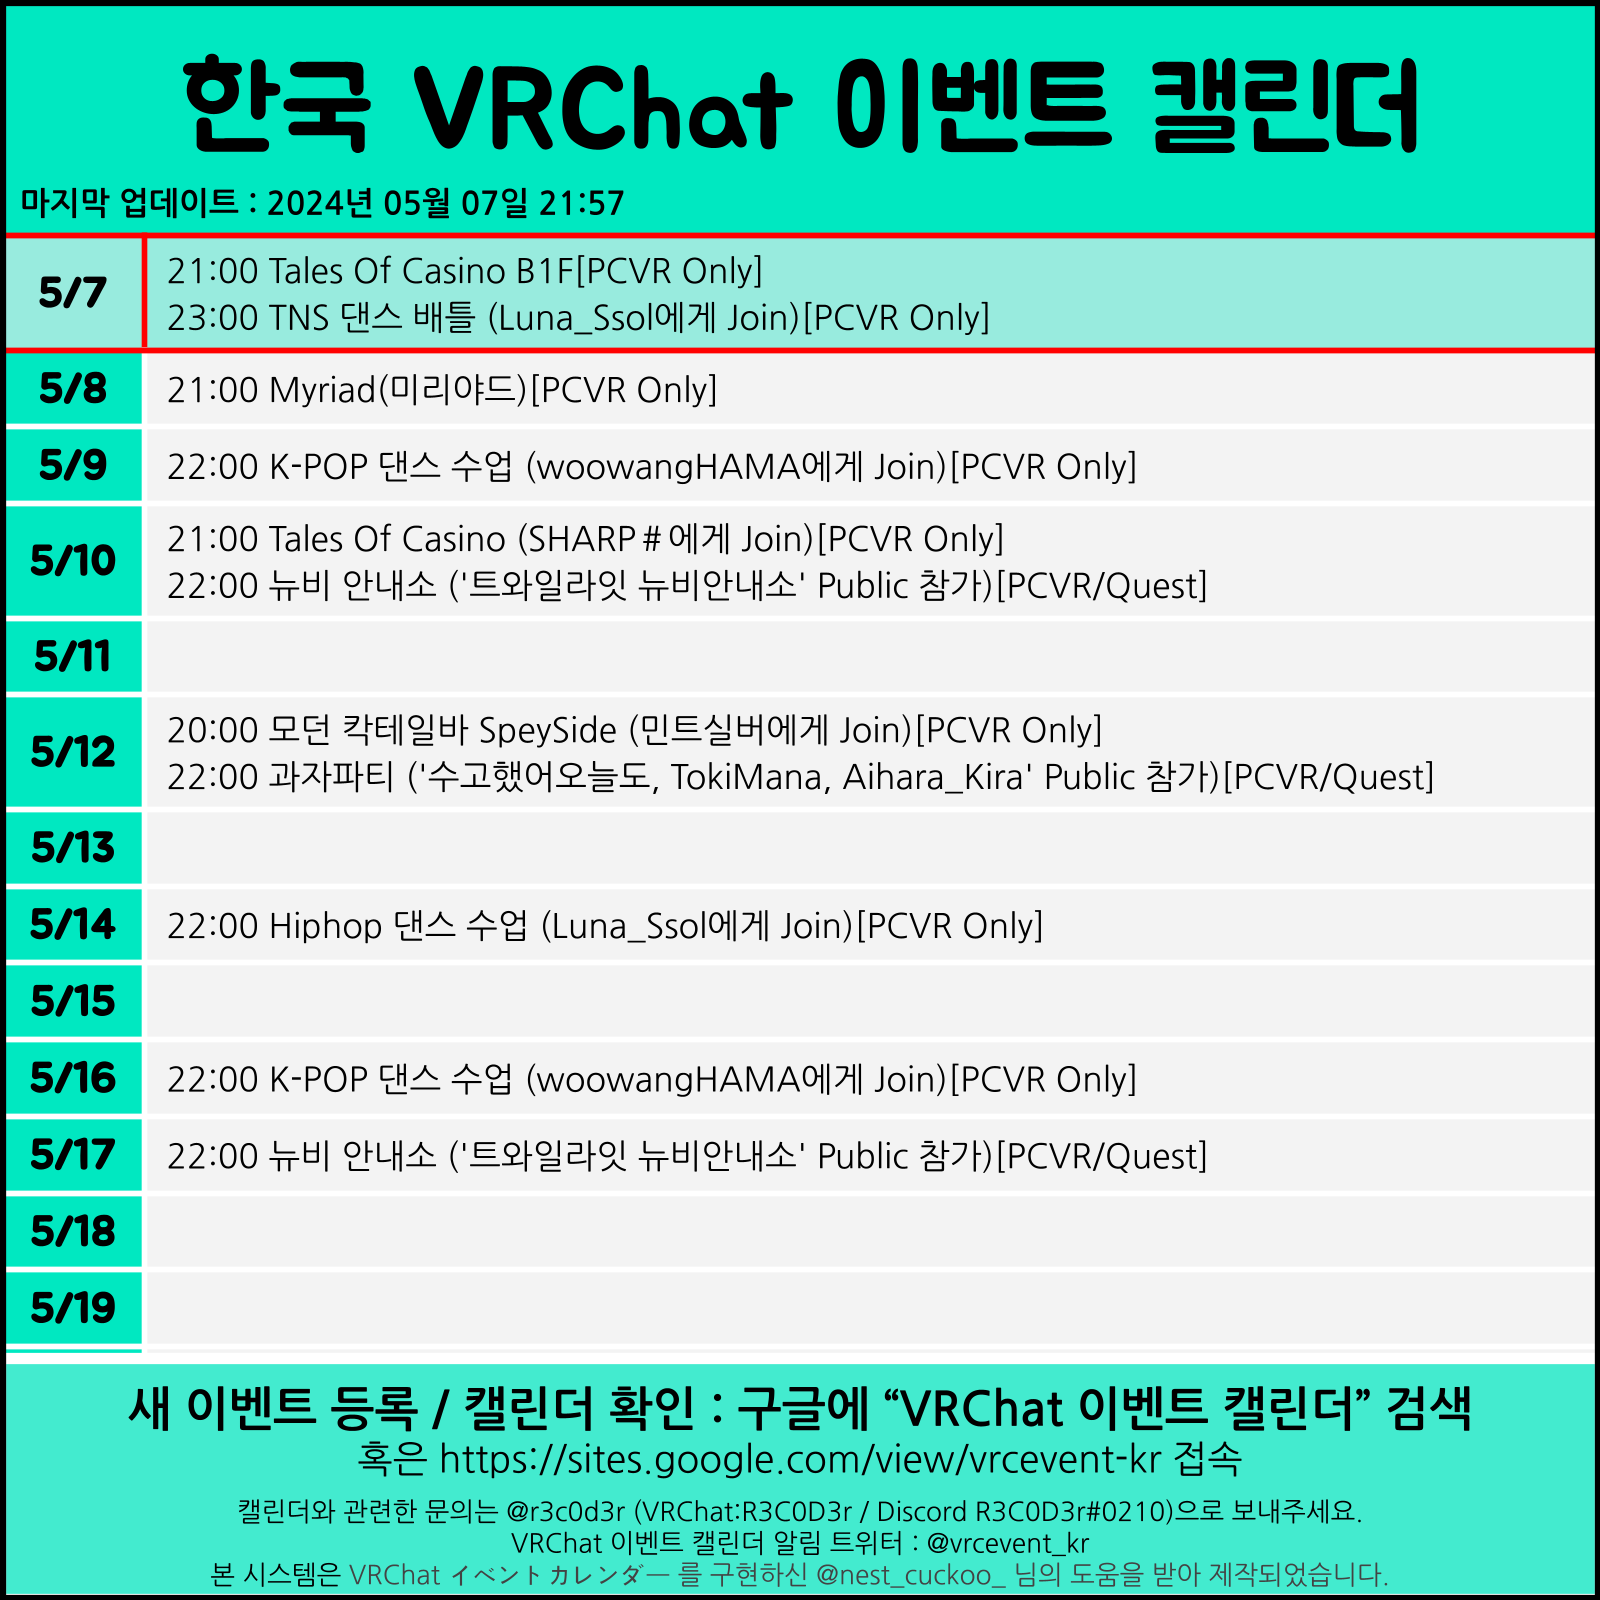 한국 VRChat 이벤트 캘린더
마지막 업데이트 : 2024년 05월 07일 21:57
5/7
21:00 Tales Of Casino B1F[PCVR Only]
23:00 TNS 댄스 배틀 (Luna_Ssol에게 Join)[PCVR Only]
5/8
21:00 Myriad(미리야드)[PCVR Only]
5/9
22:00 K-POP 댄스 수업 (woowangHAMA에게 Join)[PCVR Only]
5/10
21:00 Tales Of Casino (SHARP＃에게 Join)[PCVR Only]
22:00 뉴비 안내소 ('트와일라잇 뉴비안내소' Public 참가)[PCVR/Quest]
5/11
5/12
20:00 모던 칵테일바 SpeySide (민트실버에게 Join)[PCVR Only]
22:00 과자파티 ('수고했어오늘도, TokiMana, Aihara_Kira' Public 참가)[PCVR/Quest]
5/13
5/14
22:00 Hiphop 댄스 수업 (Luna_Ssol에게 Join)[PCVR Only]
5/15
5/16
22:00 K-POP 댄스 수업 (woowangHAMA에게 Join)[PCVR Only]
5/17
22:00 뉴비 안내소 ('트와일라잇 뉴비안내소' Public 참가)[PCVR/Quest]
5/18
5/19
새 이벤트 등록 / 캘린더 확인 : 구글에 “VRChat 이벤트 캘린더” 검색
혹은 https://sites.google.com/view/vrcevent-kr 접속
캘린더와 관련한 문의는 @r3c0d3r (VRChat:R3C0D3r / Discord R3C0D3r#0210)으로 보내주세요.
VRChat 이벤트 캘린더 알림 트위터 : @vrcevent_kr
본 시스템은 VRChat イベントカレンダー 를 구현하신 @nest_cuckoo_ 님의 도움을 받아 제작되었습니다.